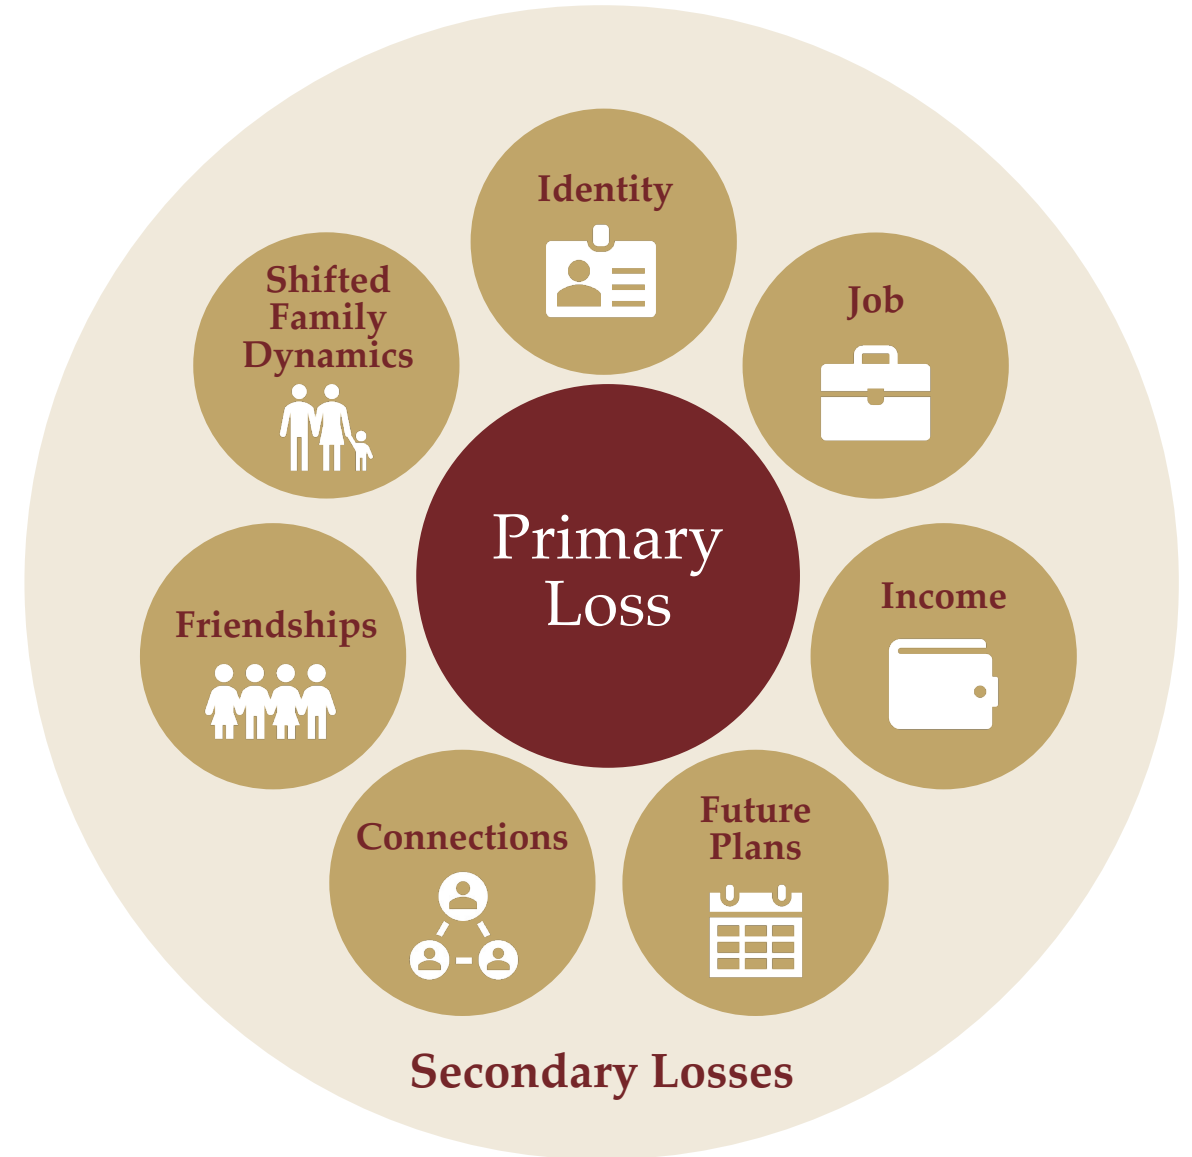 Identity
Job
Income
Future
Plans
Connections
Friendships
Shifted
Family
Dynamics
Primary
Loss
Secondary Losses